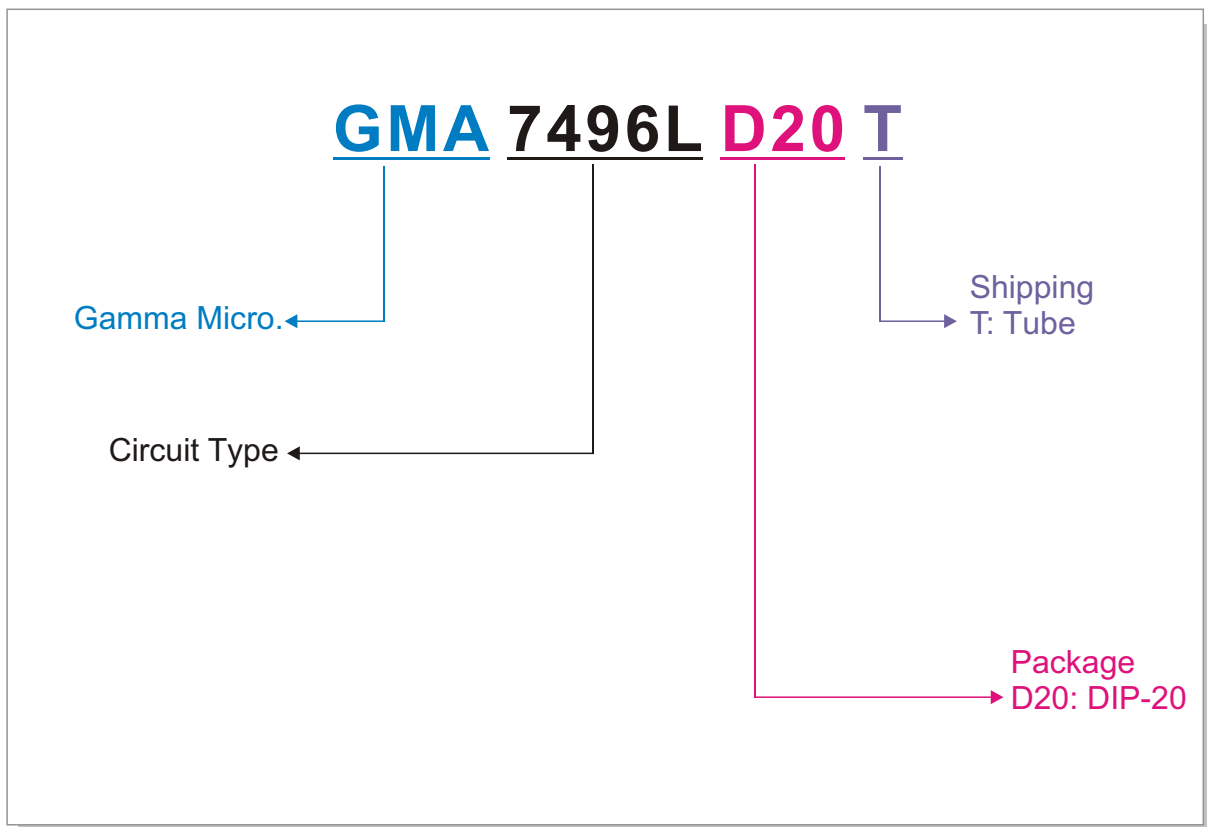 GMA 7496L D20 T
Gamma Micro.
Shipping
T: Tube
Circuit Type
Package
D20: DIP-20